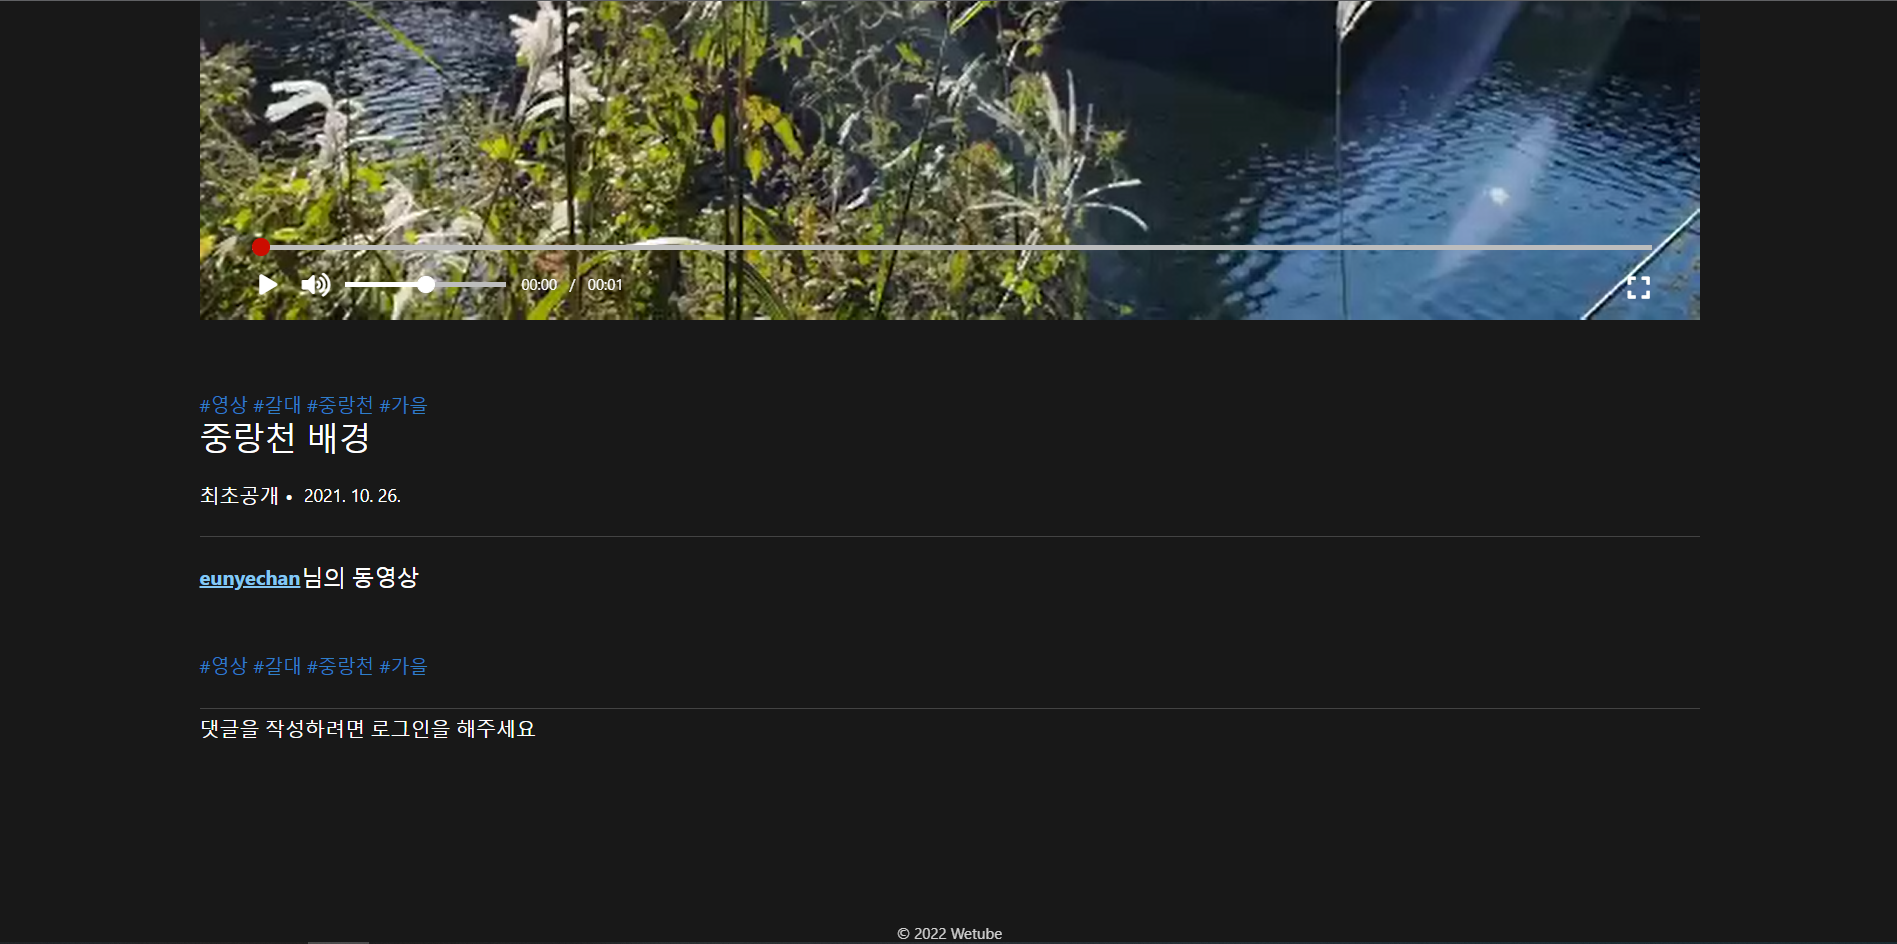 00:00 / 00:01
#영상 #갈대 #중랑천 #가을
중랑천 배경
최초공개 • 2021. 10. 26.
eunyechan님의 동영상
#영상 #갈대 #중랑천 #가을
댓글을 작성하려면 로그인을 해주세요
© 2022 Wetube